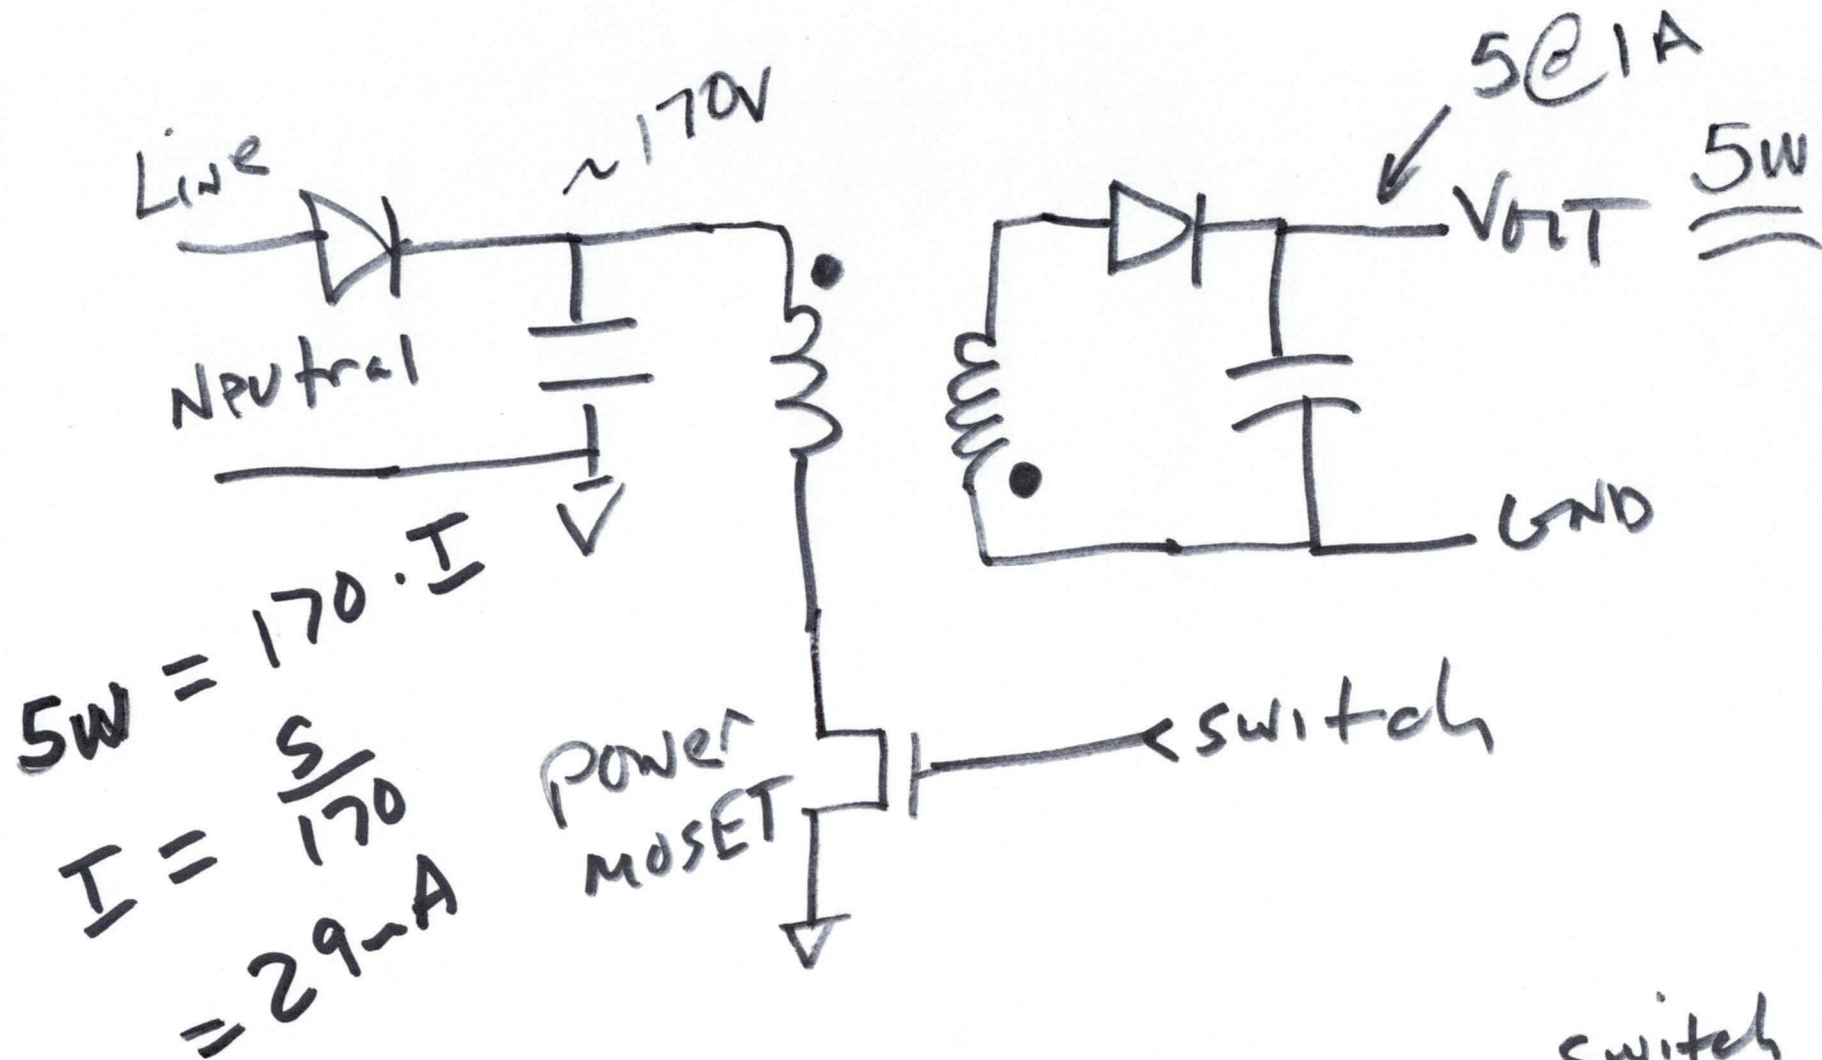 Line
~170V
5@1A
5W
VOUT
Neutral
GND
5W = 170 · I
I = 5/170
= 29mA
Power
MOSET
switch
switch